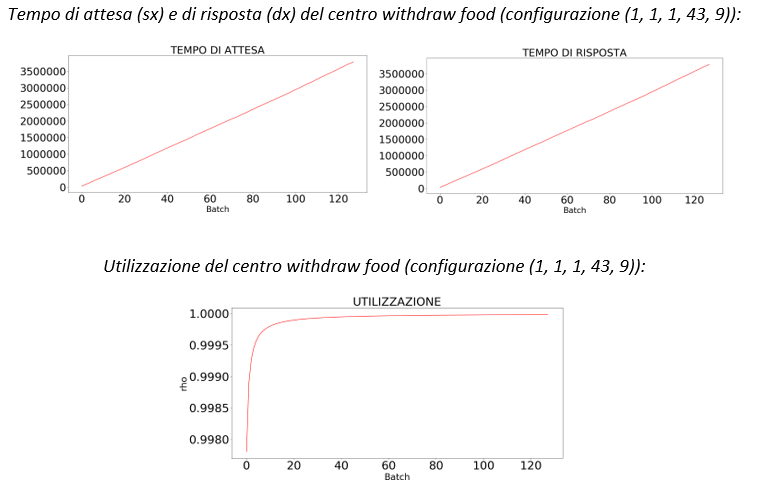 Tempo di attesa (sx) e di risposta (dx) del centro withdraw food (configurazione (1, 1, 1, 43, 9)):
TEMPO DI ATTESA
3500000
3000000
2500000
2000000
1500000
1000000
500000
0
0 20 40 60 80 100 120
Batch
TEMPO DI RISPOSTA
3500000
3000000
2500000
2000000
1500000
1000000
500000
0
0 20 40 60 80 100 120
Batch
Utilizzazione del centro withdraw food (configurazione (1, 1, 1, 43, 9)):
UTILIZZAZIONE
rho
1.0000
0.9995
0.9990
0.9985
0.9980
0 20 40 60 80 100 120
Batch